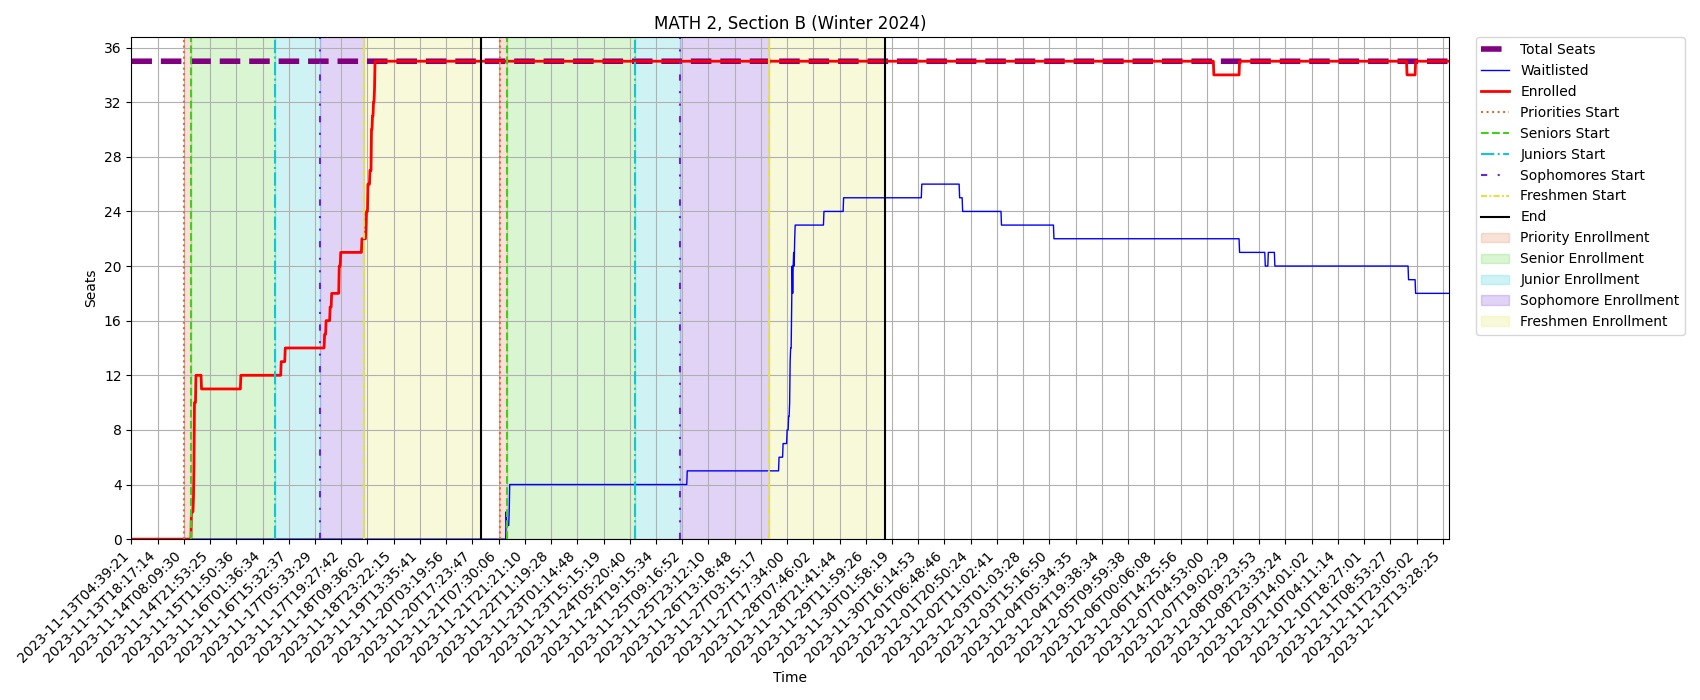 MATH 2, Section B (Winter 2024)
36
32
28
24
20
16
12
8
4
0
Seats
2023-11-13T04:39:21
2023-11-13T18:17:14
2023-11-14T08:09:30
2023-11-14T21:53:25
2023-11-15T11:50:36
2023-11-16T01:36:34
2023-11-16T15:32:37
2023-11-17T05:33:29
2023-11-17T19:27:42
2023-11-18T09:36:02
2023-11-18T23:22:15
2023-11-19T13:35:41
2023-11-20T03:19:56
2023-11-20T17:23:47
2023-11-21T07:30:06
2023-11-21T21:21:10
2023-11-22T11:19:28
2023-11-23T01:14:48
2023-11-23T15:15:19
2023-11-24T05:20:40
2023-11-24T19:15:34
2023-11-25T09:16:52
2023-11-25T23:12:10
2023-11-26T13:18:48
2023-11-27T03:15:17
2023-11-27T17:34:00
2023-11-28T07:46:02
2023-11-28T21:41:44
2023-11-29T11:59:26
2023-11-30T01:58:19
2023-11-30T16:14:53
2023-12-01T06:48:46
2023-12-01T20:50:24
2023-12-02T11:02:41
2023-12-03T01:03:28
2023-12-03T15:16:50
2023-12-04T05:34:35
2023-12-04T19:38:34
2023-12-05T09:59:38
2023-12-06T00:06:08
2023-12-06T14:25:56
2023-12-07T04:53:00
2023-12-07T19:02:29
2023-12-08T09:23:53
2023-12-08T23:33:24
2023-12-09T14:01:02
2023-12-10T04:11:14
2023-12-10T18:27:01
2023-12-11T08:53:27
2023-12-11T23:05:02
2023-12-12T13:28:25
Time
Total Seats
Waitlisted
Enrolled
Priorities Start
Seniors Start
Juniors Start
Sophomores Start
Freshmen Start
End
Priority Enrollment
Senior Enrollment
Junior Enrollment
Sophomore Enrollment
Freshmen Enrollment